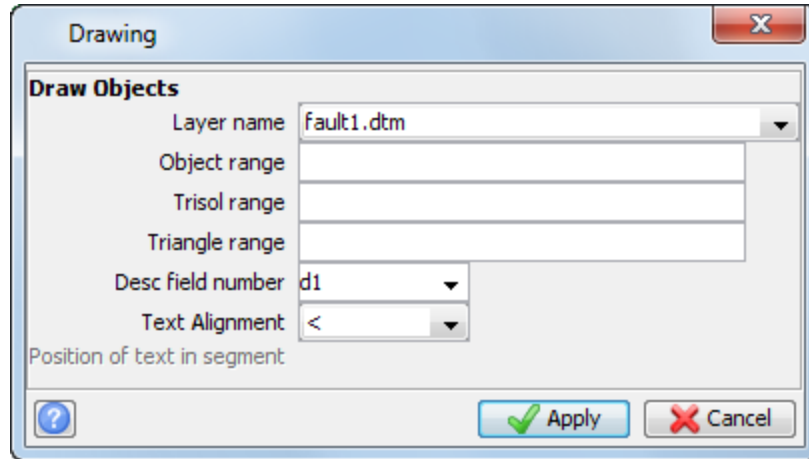 Drawing
Draw Objects
Layer name fault1.dtm
Object range
Trisol range
Triangle range
Desc field number d1
Text Alignment <
Position of text in segment
? Apply Cancel